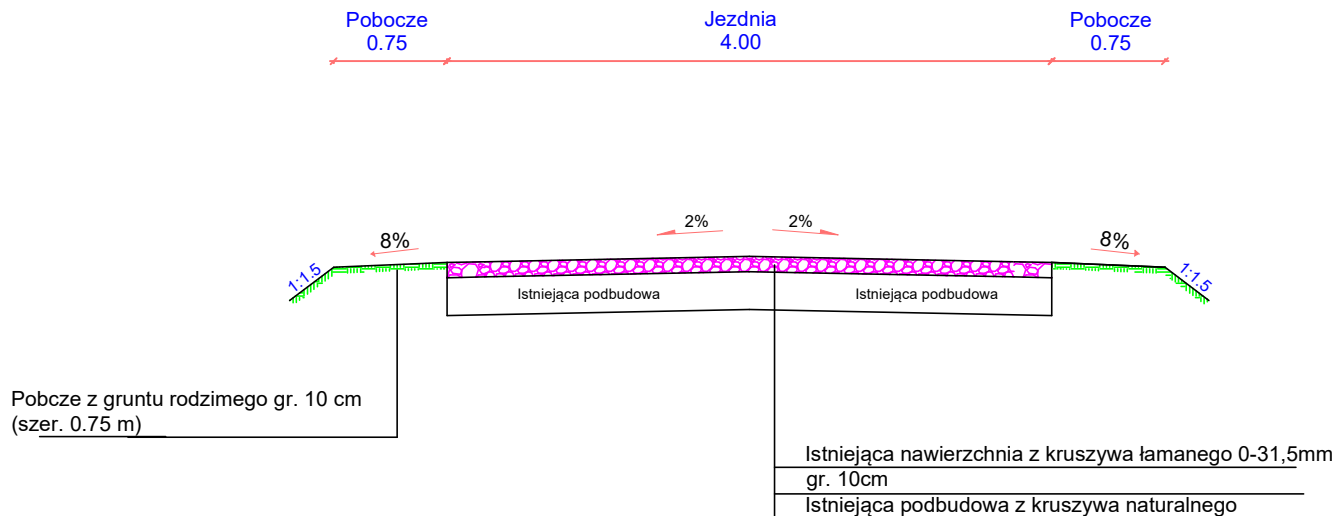 Pobocze
0.75
Jezdnia
4.00
Pobocze
0.75
2%
2%
8%
8%
1:1.5
1:1.5
Istniejąca podbudowa
Istniejąca podbudowa
Pobcze z gruntu rodzimego gr. 10 cm
(szer. 0.75 m)
Istniejąca nawierzchnia z kruszywa łamanego 0-31,5mm
gr. 10cm
Istniejąca podbudowa z kruszywa naturalnego